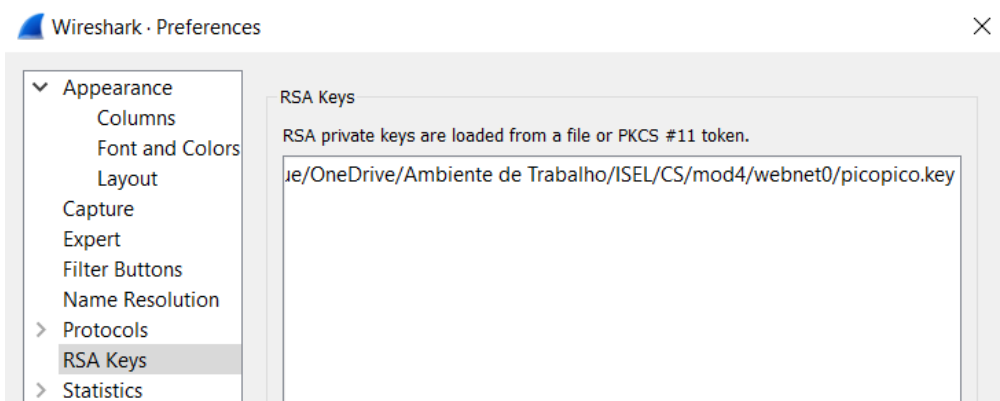 Wireshark · Preferences
Appearance
Columns
Font and Colors
Layout
Capture
Expert
Filter Buttons
Name Resolution
Protocols
RSA Keys
Statistics
RSA Keys
RSA private keys are loaded from a file or PKCS #11 token.
ue/OneDrive/Ambiente de Trabalho/ISEL/CS/mod4/webnet0/picopico.key